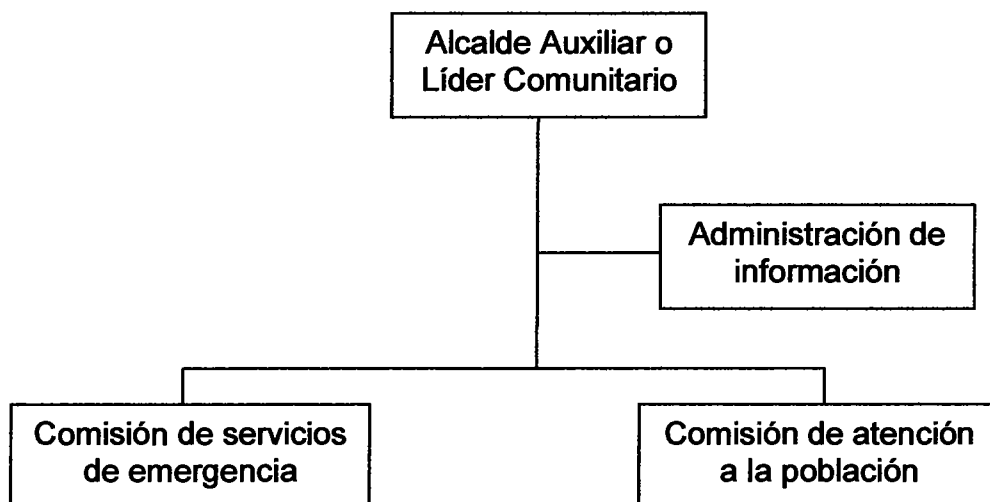 Alcalde Auxiliar o
Líder Comunitario
Administración de
información
Comisión de servicios
de emergencia
Comisión de atención
a la población